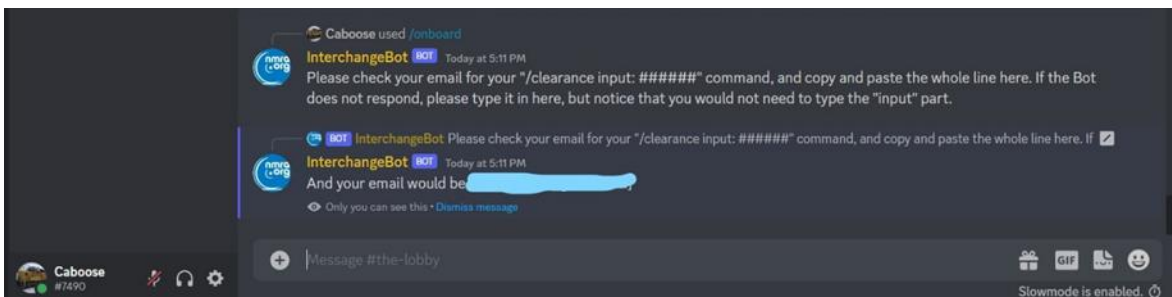 Caboose used /onboard
nmra.org
InterchangeBot BOT Today at 5:11 PM
Please check your email for your "/clearance input: ######" command, and copy and paste the whole line here. If the Bot
does not respond, please type it in here, but notice that you would not need to type the "input" part.
BOT InterchangeBot Please check your email for your "/clearance input: ######" command, and copy and paste the whole line here. If
nmra.org
InterchangeBot BOT Today at 5:11 PM
And your email would be
Only you can see this • Dismiss message
Message #the-lobby
GIF
Caboose
#7490
Slowmode is enabled.